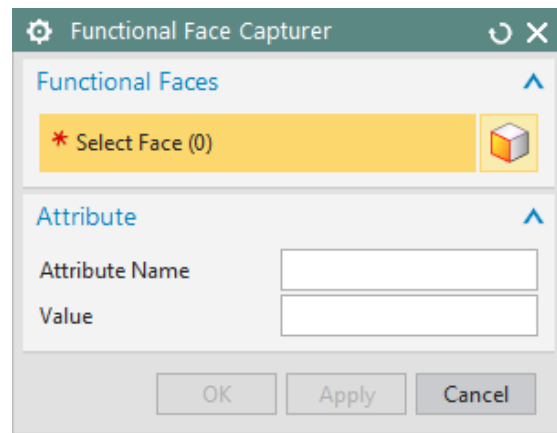 Functional Face Capturer
Functional Faces
* Select Face (0)
Attribute
Attribute Name
Value
OK Apply Cancel